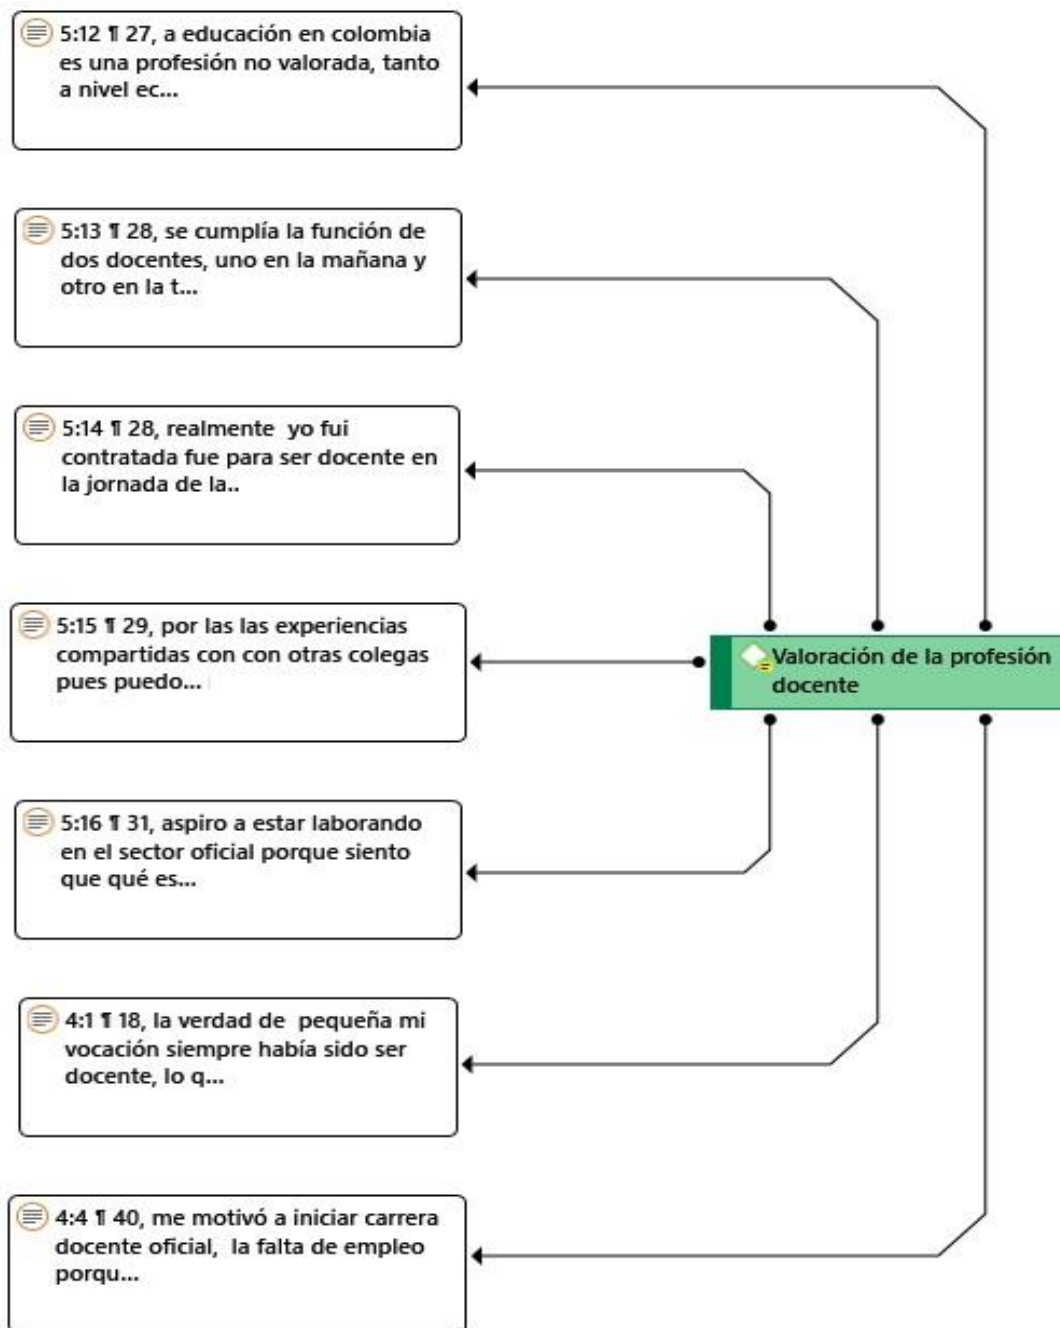 5:12 ¶ 27, a educación en colombia
es una profesión no valorada, tanto
a nivel ec...
5:13 ¶ 28, se cumplía la función de
dos docentes, uno en la mañana y
otro en la t...
5:14 ¶ 28, realmente yo fui
contratada fue para ser docente en
la jornada de la..
5:15 ¶ 29, por las las experiencias
compartidas con con otras colegas
pues puedo...
Valoración de la profesión
docente
5:16 ¶ 31, aspiro a estar laborando
en el sector oficial porque siento
que qué es...
4:1 ¶ 18, la verdad de pequeña mi
vocación siempre había sido ser
docente, lo q...
4:4 ¶ 40, me motivó a iniciar carrera
docente oficial, la falta de empleo
porqu...